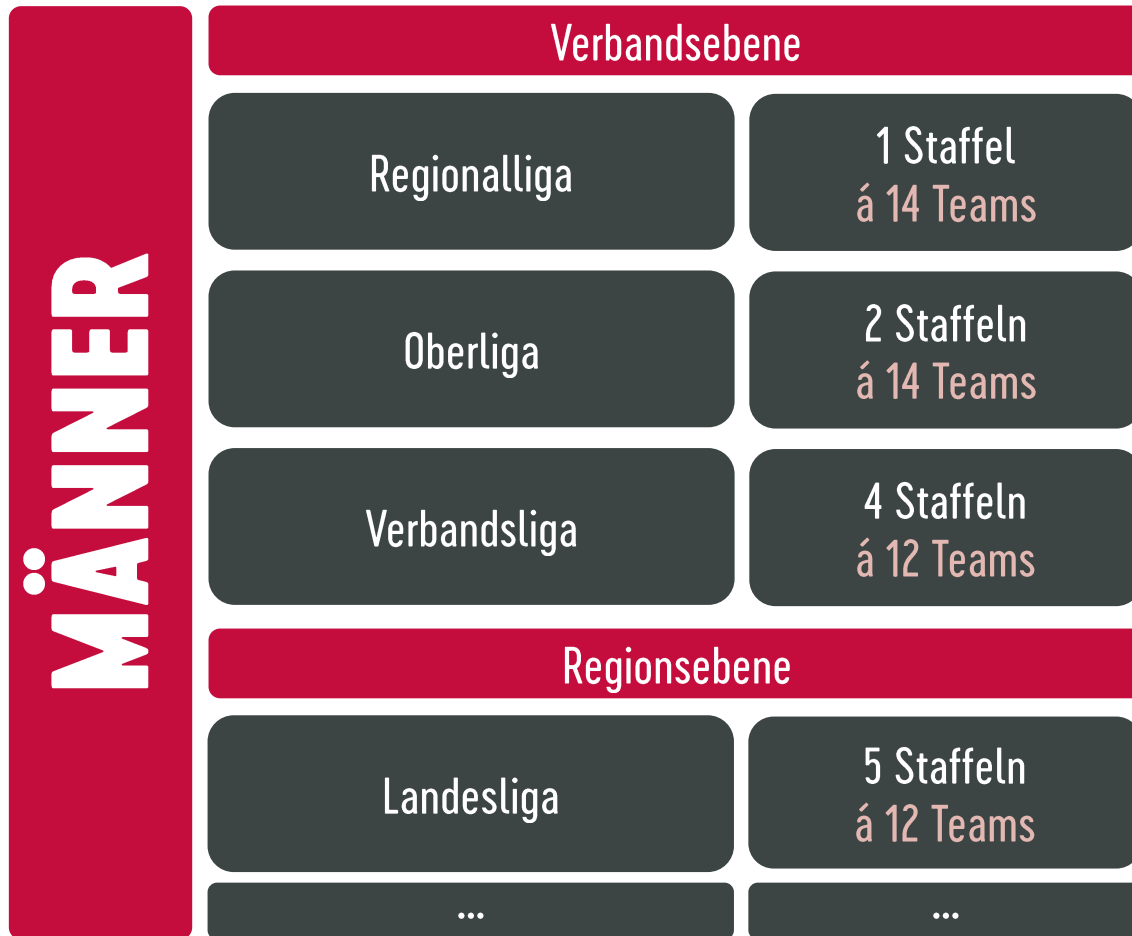 MÄNNER
Verbandsebene
Regionalliga
1 Staffel
á 14 Teams
Oberliga
2 Staffeln
á 14 Teams
Verbandsliga
4 Staffeln
á 12 Teams
Regionsebene
Landesliga
5 Staffeln
á 12 Teams
...
...